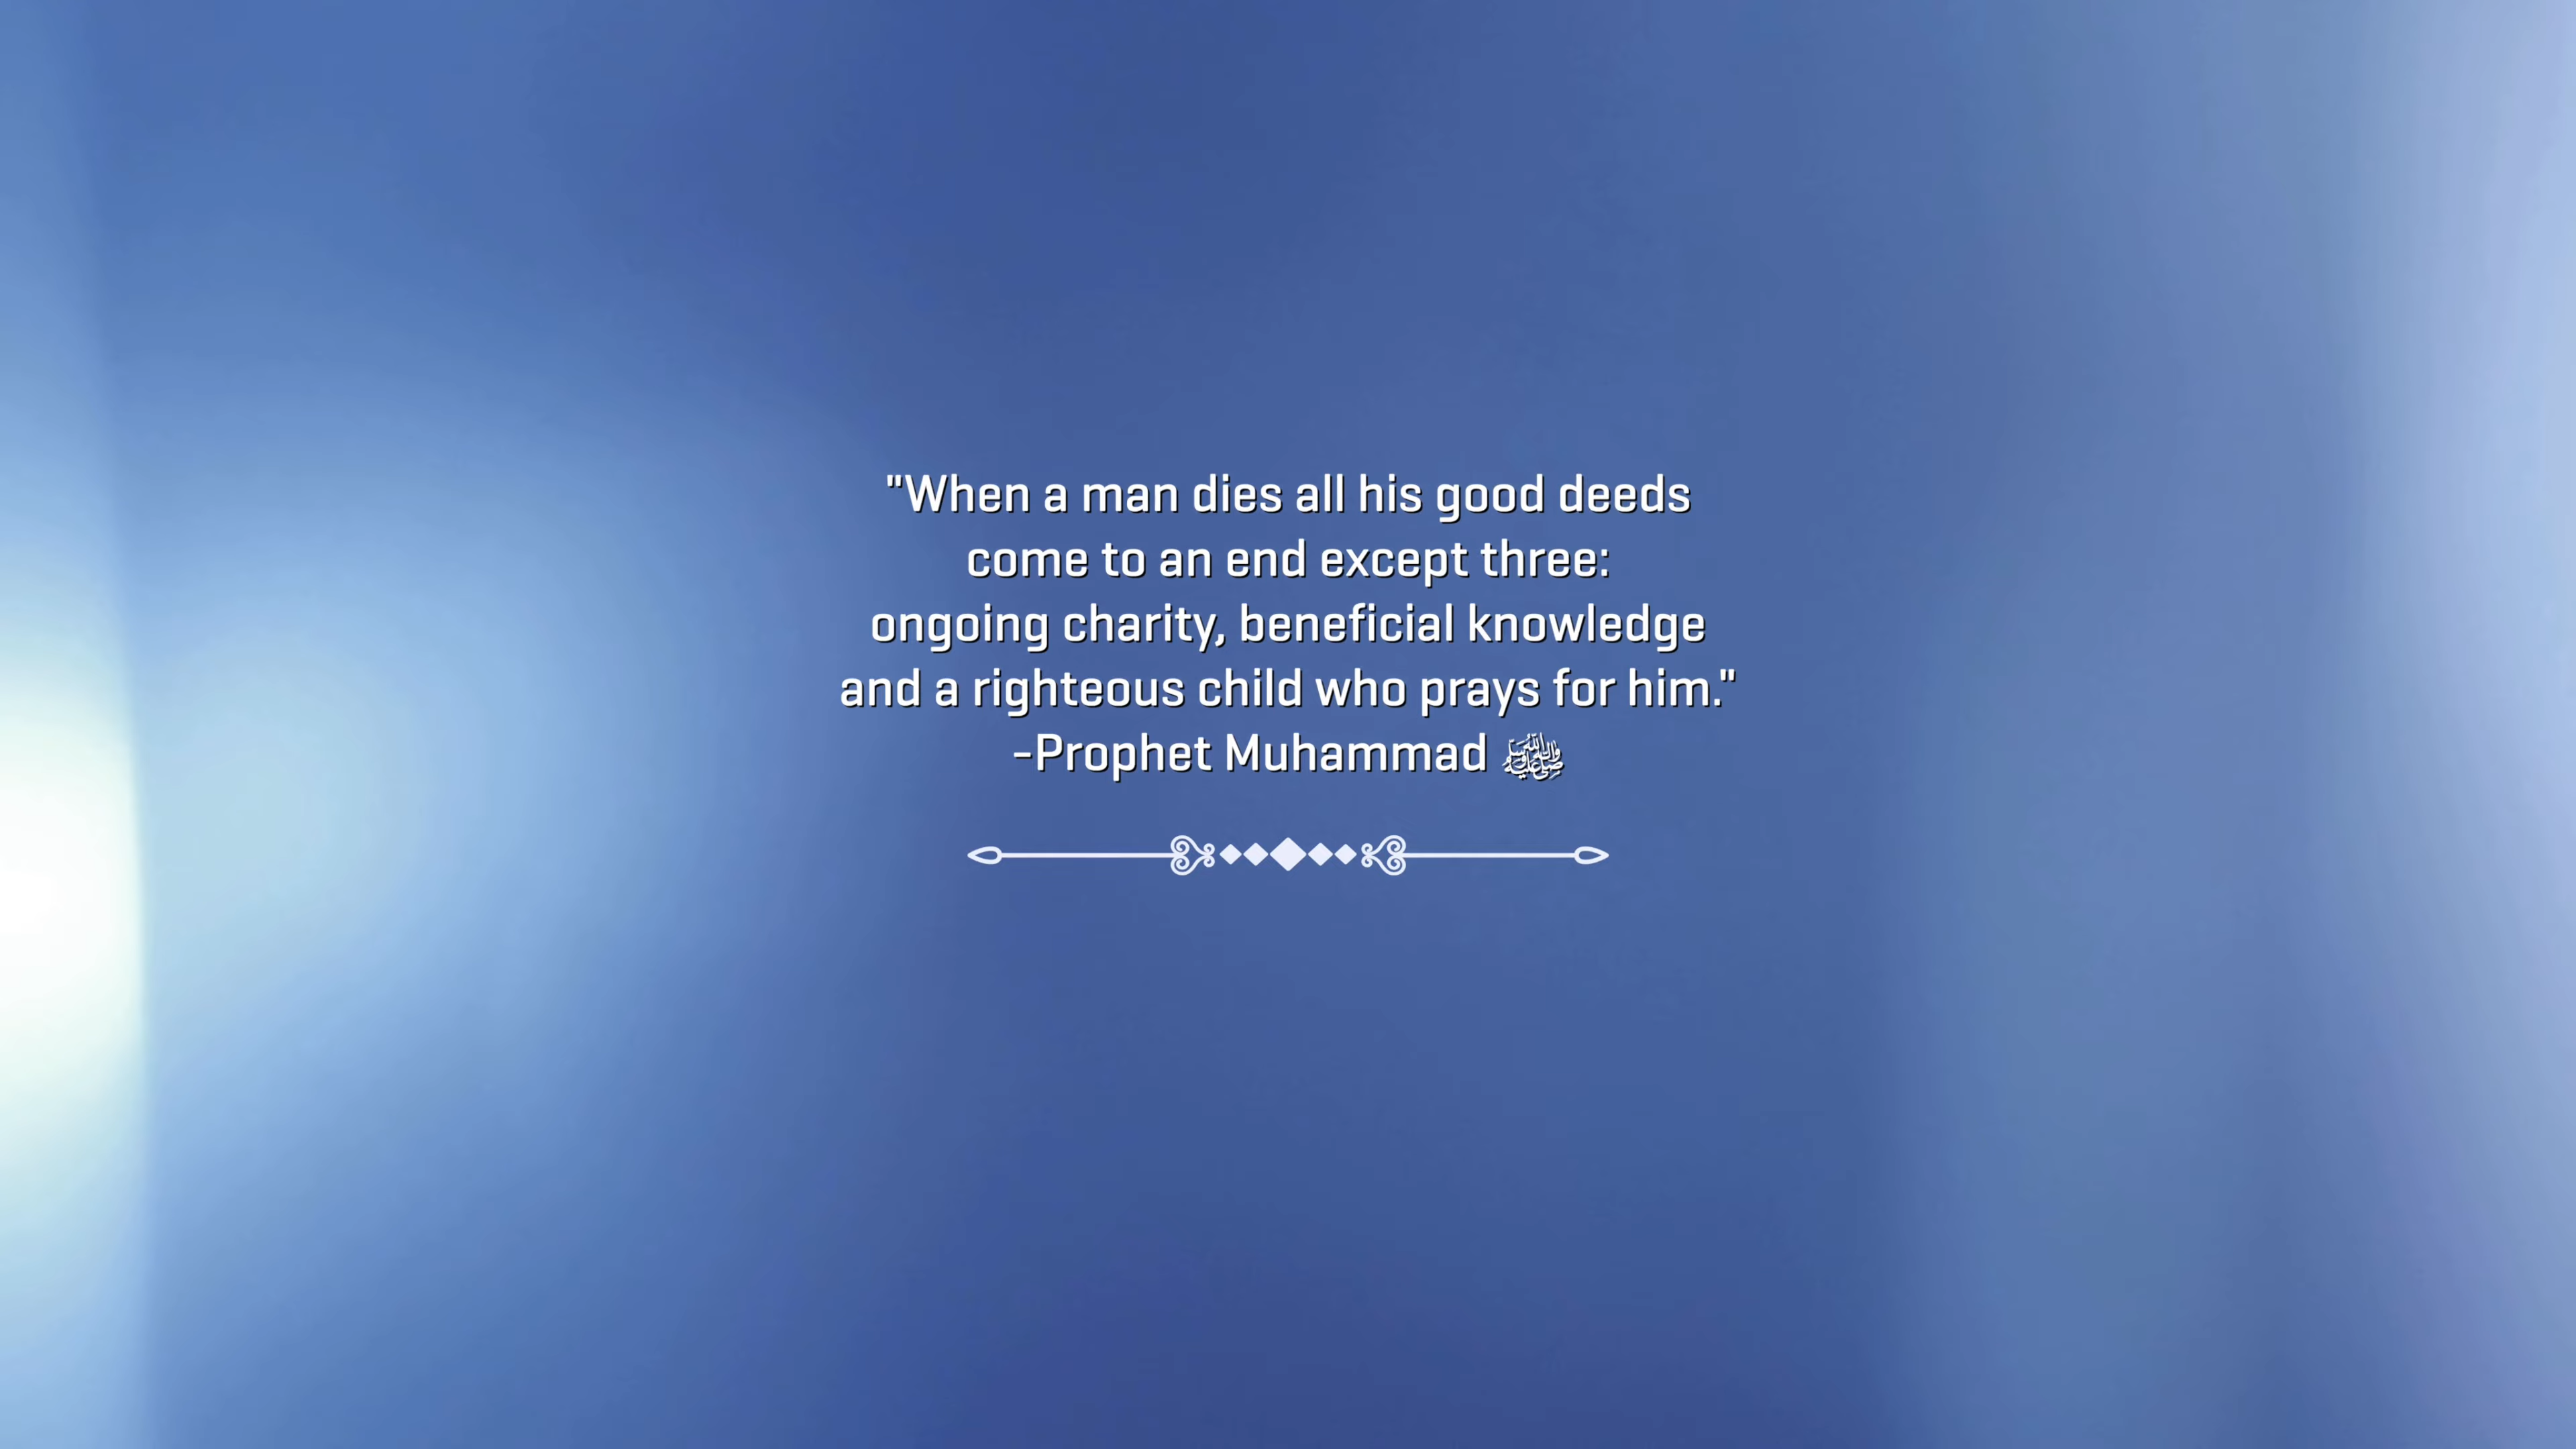 "When a man dies all his good deeds
come to an end except three:
ongoing charity, beneficial knowledge
and a righteous child who prays for him."
-Prophet Muhammad ﷺ